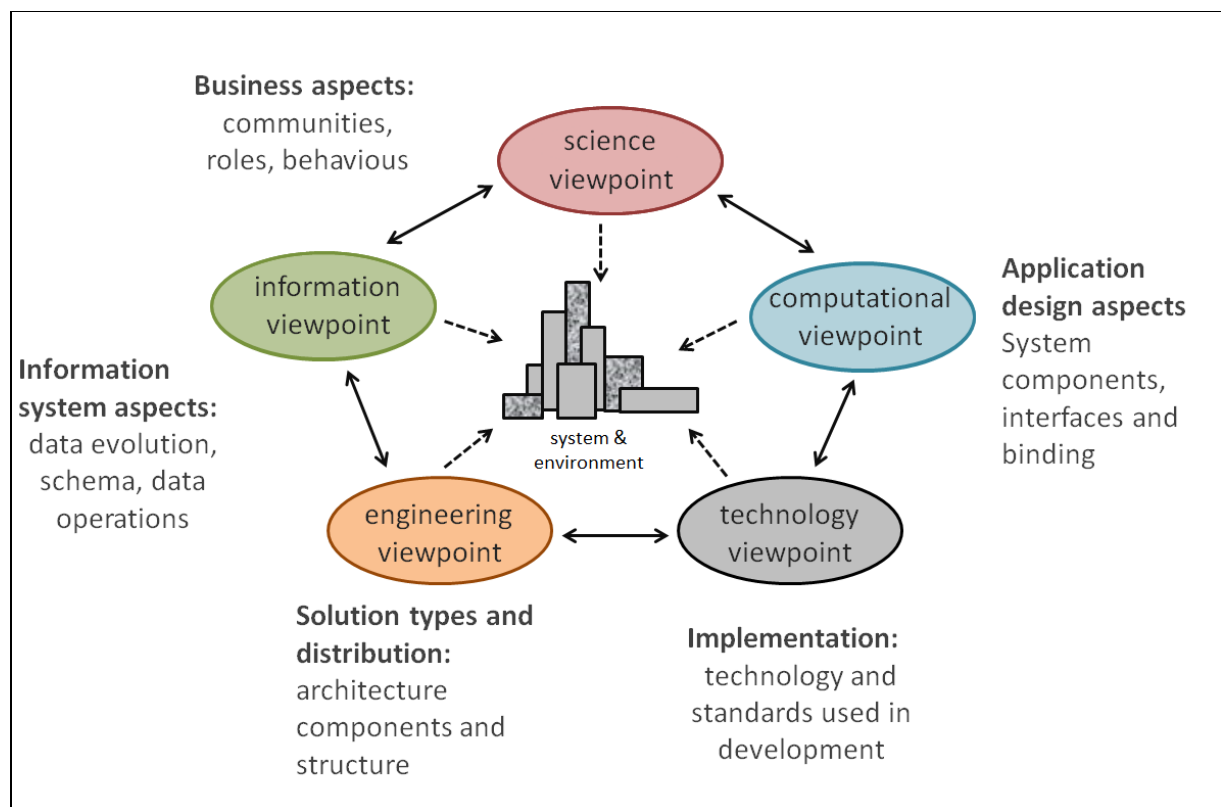 Business aspects:
communities,
roles, behavious
science
viewpoint
information
viewpoint
computational
viewpoint
Application
design aspects
System
components,
interfaces and
binding
Information
system aspects:
data evolution,
schema, data
operations
system &
environment
engineering
viewpoint
technology
viewpoint
Solution types and
distribution:
architecture
components and
structure
Implementation:
technology and
standards used in
development